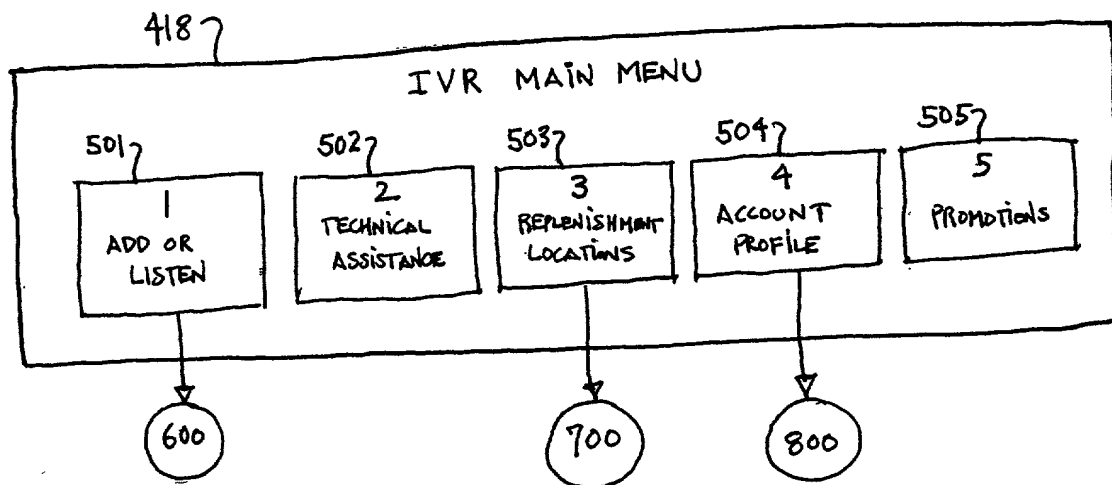 418
IVR MAIN MENU
501
502
503
504
505
1
ADD OR
LISTEN
2
TECHNICAL
ASSISTANCE
3
REPLENISHMENT
LOCATIONS
4
ACCOUNT
PROFILE
5
PROMOTIONS
600
700
800